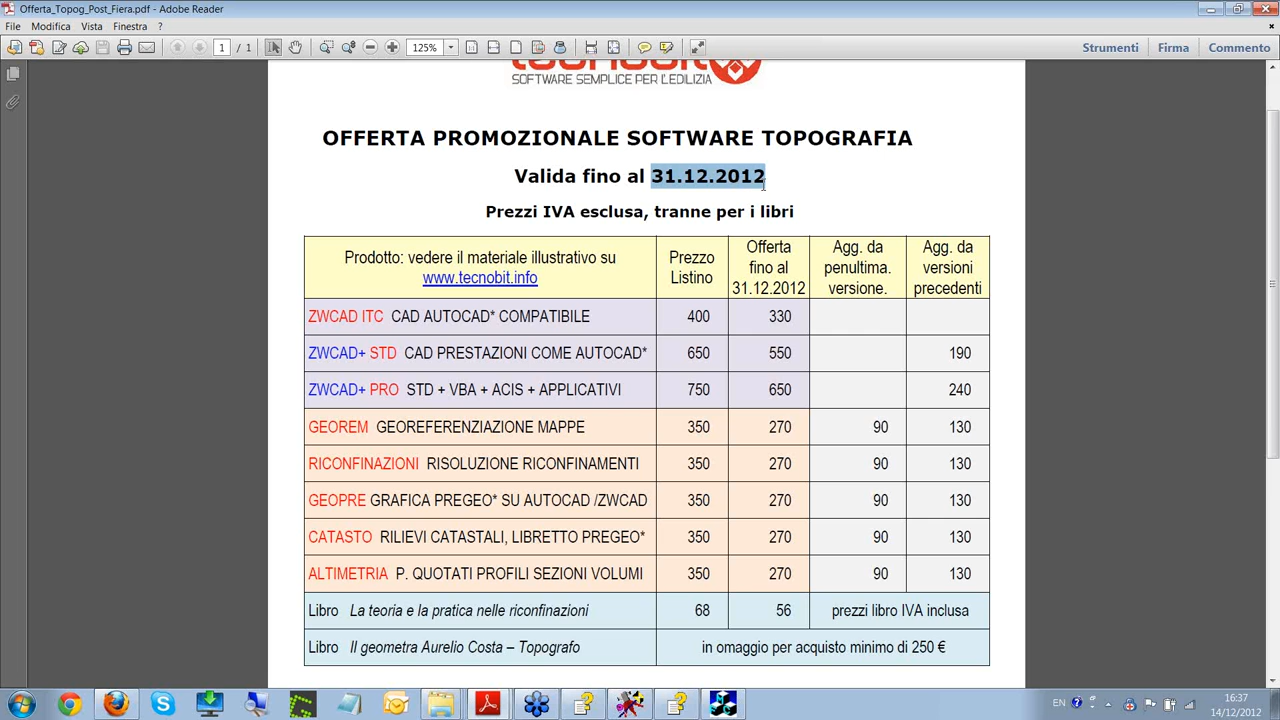 Offerta_Topog_Post_Fiera.pdf - Adobe Reader
File Modifica Vista Finestra ?
1 / 1 125% Strumenti Firma Commento
tecnobit
SOFTWARE SEMPLICE PER L'EDILIZIA
OFFERTA PROMOZIONALE SOFTWARE TOPOGRAFIA
Valida fino al 31.12.2012
Prezzi IVA esclusa, tranne per i libri
Prodotto: vedere il materiale illustrativo su
www.tecnobit.info
Prezzo
Listino
Offerta
fino al
31.12.2012
Agg. da
penultima.
versione.
Agg. da
versioni
precedenti
ZWCAD ITC CAD AUTOCAD* COMPATIBILE 400 330
ZWCAD+ STD CAD PRESTAZIONI COME AUTOCAD* 650 550 190
ZWCAD+ PRO STD + VBA + ACIS + APPLICATIVI 750 650 240
GEOREM GEOREFERENZIAZIONE MAPPE 350 270 90 130
RICONFINAZIONI RISOLUZIONE RICONFINAMENTI 350 270 90 130
GEOPRE GRAFICA PREGEO* SU AUTOCAD /ZWCAD 350 270 90 130
CATASTO RILIEVI CATASTALI, LIBRETTO PREGEO* 350 270 90 130
ALTIMETRIA P. QUOTATI PROFILI SEZIONI VOLUMI 350 270 90 130
Libro La teoria e la pratica nelle riconfinazioni 68 56 prezzi libro IVA inclusa
Libro Il geometra Aurelio Costa – Topografo in omaggio per acquisto minimo di 250 €
EN 16:37
14/12/2012